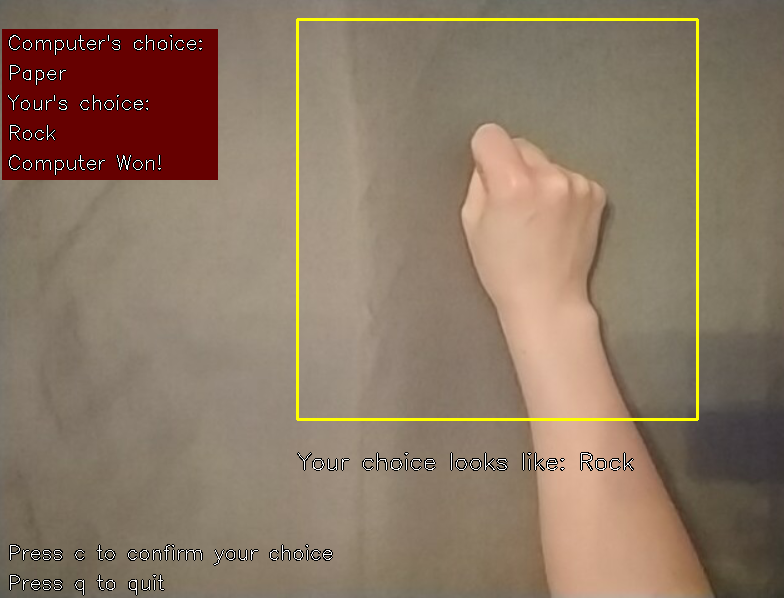 Computer's choice:
Paper
Your's choice:
Rock
Computer Won!
Your choice looks like: Rock
Press c to confirm your choice
Press q to quit